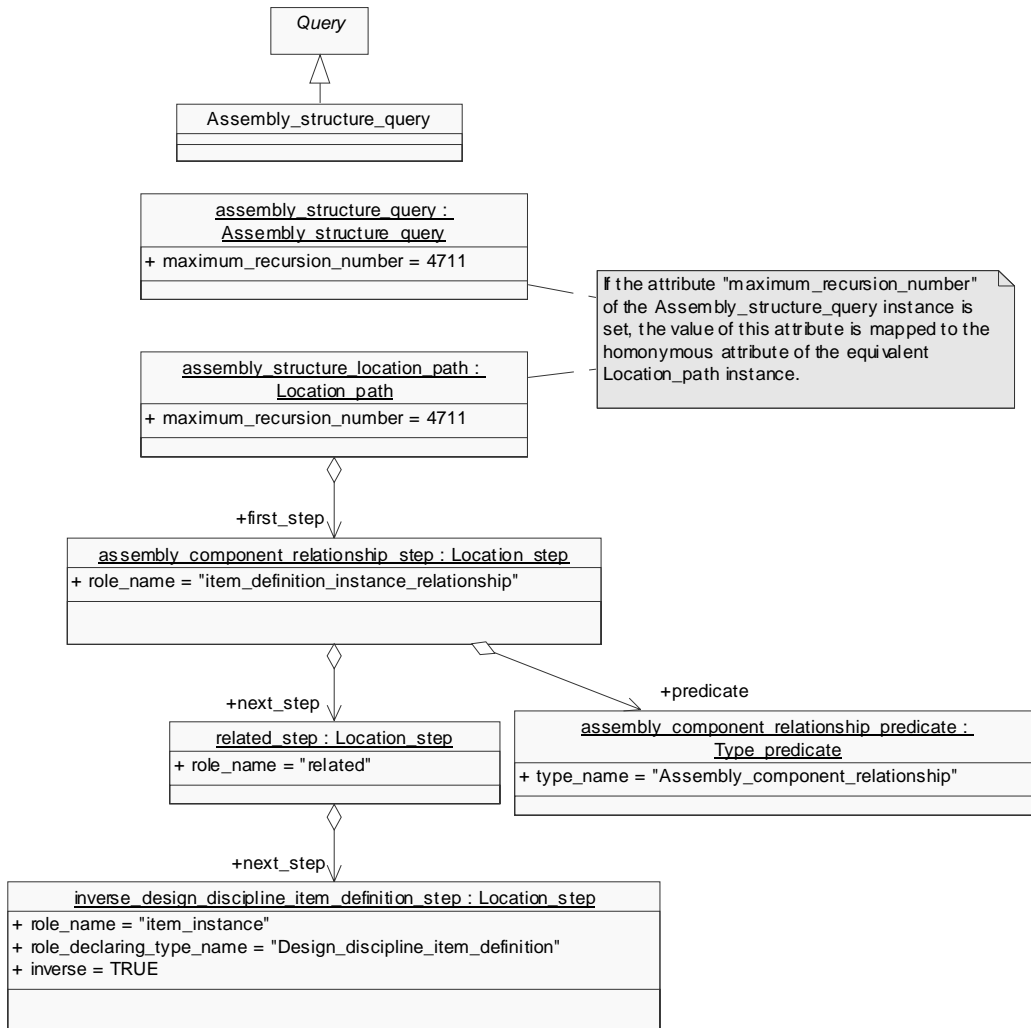 Query
Assembly_structure_query
assembly_structure_query :
Assembly_structure_query
+ maximum_recursion_number = 4711
If the attribute "maximum_recursion_number"
of the Assembly_structure_query instance is
set, the value of this attribute is mapped to the
homonymous attribute of the equivalent
Location_path instance.
assembly_structure_location_path :
Location_path
+ maximum_recursion_number = 4711
+first_step
assembly_component_relationship_step : Location_step
+ role_name = "item_definition_instance_relationship"
+next_step
+predicate
related_step : Location_step
+ role_name = "related"
assembly_component_relationship_predicate :
Type_predicate
+ type_name = "Assembly_component_relationship"
+next_step
inverse_design_discipline_item_definition_step : Location_step
+ role_name = "item_instance"
+ role_declaring_type_name = "Design_discipline_item_definition"
+ inverse = TRUE